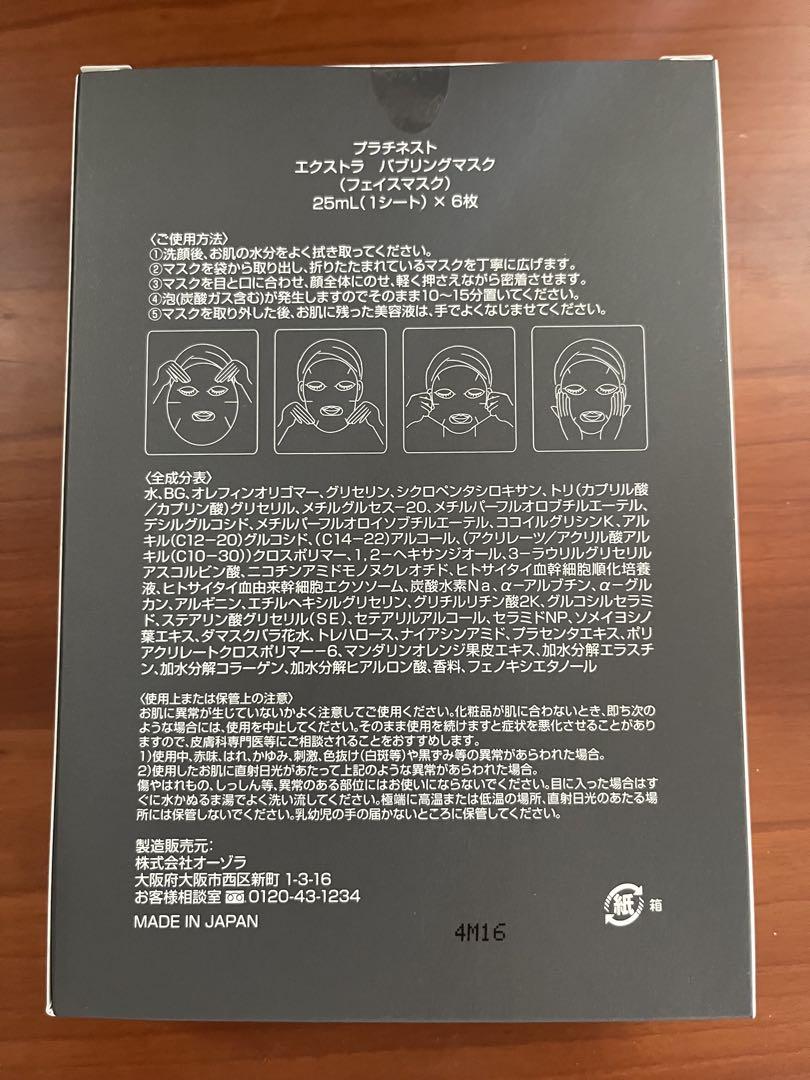 プラチネスト
エクストラ　バブリングマスク
(フェイスマスク)
25mL(1シート) × 6枚
〈ご使用方法〉
①洗顔後、お肌の水分をよく拭き取ってください。
②マスクを袋から取り出し、折りたたまれているマスクを丁寧に広げます。
③マスクを目と口に合わせ、顔全体にのせ、軽く押さえながら密着させます。
④泡(炭酸ガス含む)が発生しますのでそのまま10〜15分置いてください。
⑤マスクを取り外した後、お肌に残った美容液は、手でよくなじませてください。
〈全成分表〉
水、BG、オレフィンオリゴマー、グリセリン、シクロペンタシロキサン、トリ(カプリル酸
/カプリン酸)グリセリル、メチルグルセス-20、メチルパーフルオロブチルエーテル、
デシルグルコシド、メチルパーフルオロイソブチルエーテル、ココイルグリシンK、アル
キル(C12-20)グルコシド、(C14-22)アルコール、(アクリレーツ/アクリル酸アル
キル(C10-30))クロスポリマー、1,2-ヘキサンジオール、3-ラウリルグリセリル
アスコルビン酸、ニコチンアミドモノヌクレオチド、ヒトサイタイ血幹細胞順化培養
液、ヒトサイタイ血由来幹細胞エクソソーム、炭酸水素Na、α-アルブチン、α-グル
カン、アルギニン、エチルヘキシルグリセリン、グリチルリチン酸2K、グルコシルセラミ
ド、ステアリン酸グリセリル(SE)、セテアリルアルコール、セラミドNP、ソメイヨシノ
葉エキス、ダマスクバラ花水、トレハロース、ナイアシンアミド、プラセンタエキス、ポリ
アクリレートクロスポリマー-6、マンダリンオレンジ果皮エキス、加水分解エラスチ
ン、加水分解コラーゲン、加水分解ヒアルロン酸、香料、フェノキシエタノール
〈使用上または保管上の注意〉
お肌に異常が生じていないかよく注意してご使用ください。化粧品が肌に合わないとき、即ち次の
ような場合には、使用を中止してください。そのまま使用を続けますと症状を悪化させることがあり
ますので、皮膚科専門医等にご相談されることをおすすめします。
1)使用中、赤味、はれ、かゆみ、刺激、色抜け(白斑等)や黒ずみ等の異常があらわれた場合。
2)使用したお肌に直射日光があたって上記のような異常があらわれた場合。
傷やはれもの、しっしん等、異常のある部位にはお使いにならないでください。目に入った場合はす
ぐに水かぬるま湯でよく洗い流してください。極端に高温または低温の場所、直射日光のあたる場
所には保管しないでください。乳幼児の手の届かないところに保管してください。
製造販売元:
株式会社オーゾラ
大阪府大阪市西区新町 1-3-16
お客様相談室 0120-43-1234
MADE IN JAPAN
4M16
紙 箱